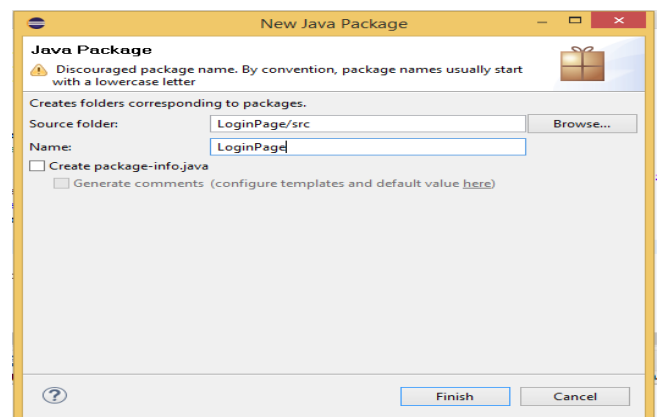 New Java Package
Java Package
Discouraged package name. By convention, package names usually start
with a lowercase letter
Creates folders corresponding to packages.
Source folder: LoginPage/src Browse...
Name: LoginPage
Create package-info.java
Generate comments (configure templates and default value here)
Finish Cancel